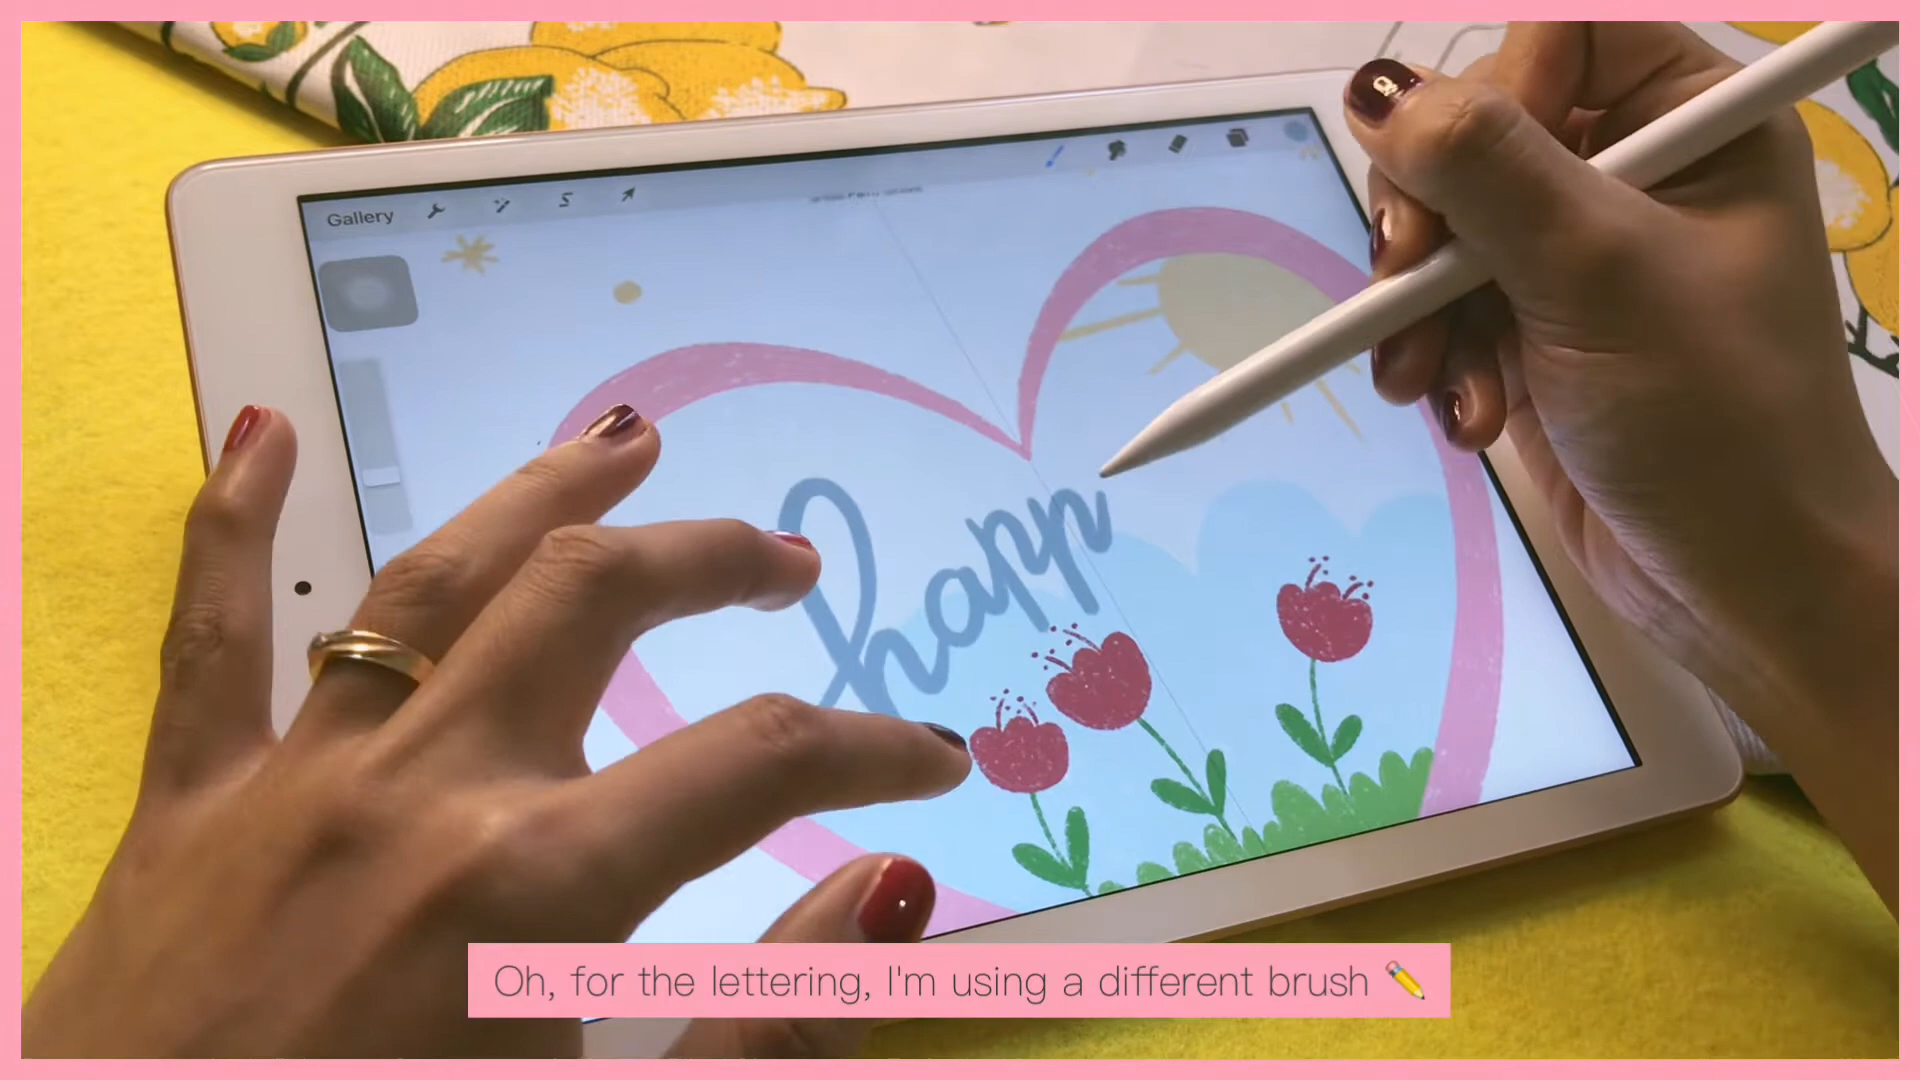 Gallery
happ
Oh, for the lettering, I'm using a different brush ✏️